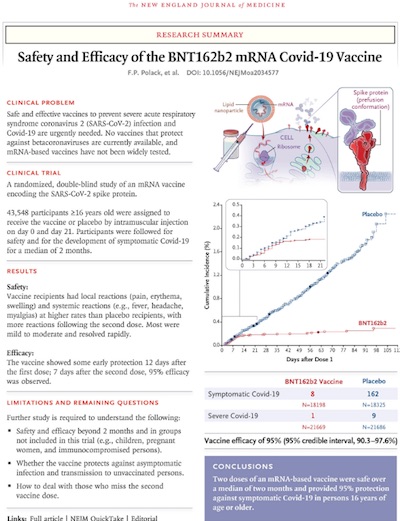 The NEW ENGLAND JOURNAL of MEDICINE
RESEARCH SUMMARY
Safety and Efficacy of the BNT162b2 mRNA Covid-19 Vaccine
F.P. Polack, et al. DOI: 10.1056/NEJMoa2034577
CLINICAL PROBLEM
Safe and effective vaccines to prevent severe acute respiratory
syndrome coronavirus 2 (SARS-CoV-2) infection and
Covid-19 are urgently needed. No vaccines that protect
against betacoronaviruses are currently available, and
mRNA-based vaccines have not been widely tested.
CLINICAL TRIAL
A randomized, double-blind study of an mRNA vaccine
encoding the SARS-CoV-2 spike protein.
43,548 participants ≥16 years old were assigned to
receive the vaccine or placebo by intramuscular injection
on day 0 and day 21. Participants were followed for
safety and for the development of symptomatic Covid-19
for a median of 2 months.
RESULTS
Safety:
Vaccine recipients had local reactions (pain, erythema,
swelling) and systemic reactions (e.g., fever, headache,
myalgias) at higher rates than placebo recipients, with
more reactions following the second dose. Most were
mild to moderate and resolved rapidly.
Efficacy:
The vaccine showed some early protection 12 days after
the first dose; 7 days after the second dose, 95% efficacy
was observed.
LIMITATIONS AND REMAINING QUESTIONS
Further study is required to understand the following:
• Safety and efficacy beyond 2 months and in groups
not included in this trial (e.g., children, pregnant
women, and immunocompromised persons).
• Whether the vaccine protects against asymptomatic
infection and transmission to unvaccinated persons.
• How to deal with those who miss the second
vaccine dose.
Links: Full article | NEJM QuickTake | Editorial
Lipid
nanoparticle
mRNA
Spike protein
(prefusion
conformation)
CELL
Ribosome
Cumulative Incidence (%)
2.4
2.0
1.6
1.2
0.8
0.4
0.0
0.5
0.4
0.3
0.2
0.1
0.0
0 3 6 9 12 15 18 21
Placebo
BNT162b2
0 7 14 21 28 35 42 49 56 63 70 77 84 91 98 105 112
Days after Dose 1
BNT162b2 Vaccine Placebo
Symptomatic Covid-19 8 162
N=18198 N=18325
Severe Covid-19 1 9
N=21669 N=21686
Vaccine efficacy of 95% (95% credible interval, 90.3–97.6%)
CONCLUSIONS
Two doses of an mRNA-based vaccine were safe over
a median of two months and provided 95% protection
against symptomatic Covid-19 in persons 16 years of
age or older.